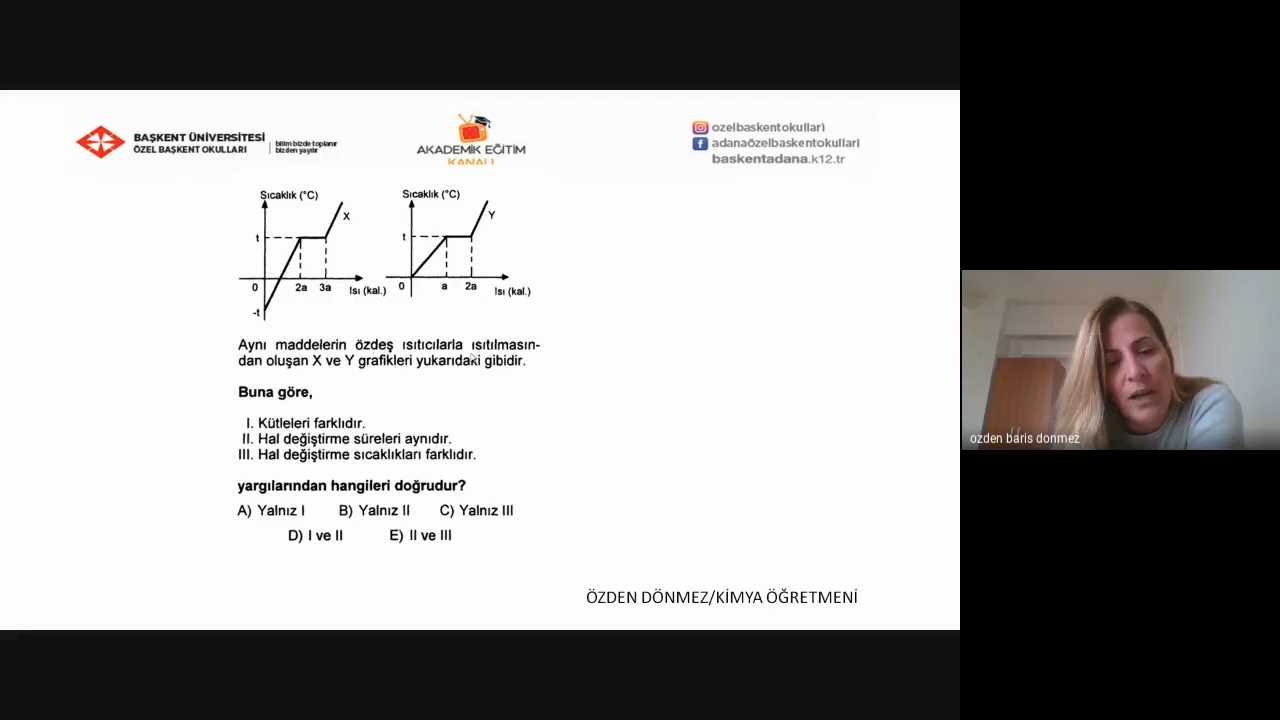 BAŞKENT ÜNİVERSİTESİ
ÖZEL BAŞKENT OKULLARI
bilim bizde toplanır
bizden yayılır
AKADEMİK EĞİTİM
KANALI
ozelbaskentokullari
adanaözelbaskentokullari
baskentadana.k12.tr
Sıcaklık (°C)
X
t
0
2a
3a
Isı (kal.)
-t
Sıcaklık (°C)
Y
t
0
a
2a
Isı (kal.)
Aynı maddelerin özdeş ısıtıcılarla ısıtılmasın-
dan oluşan X ve Y grafikleri yukarıdaki gibidir.
Buna göre,
I. Kütleleri farklıdır.
II. Hal değiştirme süreleri aynıdır.
III. Hal değiştirme sıcaklıkları farklıdır.
yargılarından hangileri doğrudur?
A) Yalnız I B) Yalnız II C) Yalnız III
D) I ve II E) II ve III
ÖZDEN DÖNMEZ/KİMYA ÖĞRETMENİ
ozden baris donmez